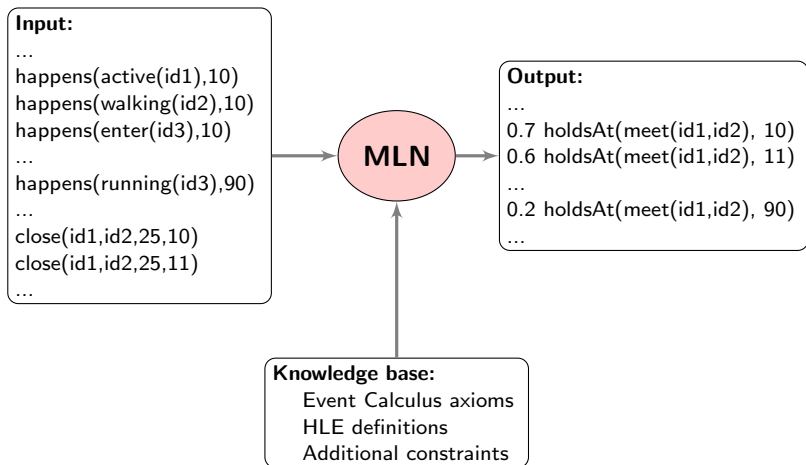 Input:
...
happens(active(id1),10)
happens(walking(id2),10)
happens(enter(id3),10)
...
happens(running(id3),90)
...
close(id1,id2,25,10)
close(id1,id2,25,11)
...
MLN
Output:
...
0.7 holdsAt(meet(id1,id2), 10)
0.6 holdsAt(meet(id1,id2), 11)
...
0.2 holdsAt(meet(id1,id2), 90)
...
Knowledge base:
Event Calculus axioms
HLE definitions
Additional constraints